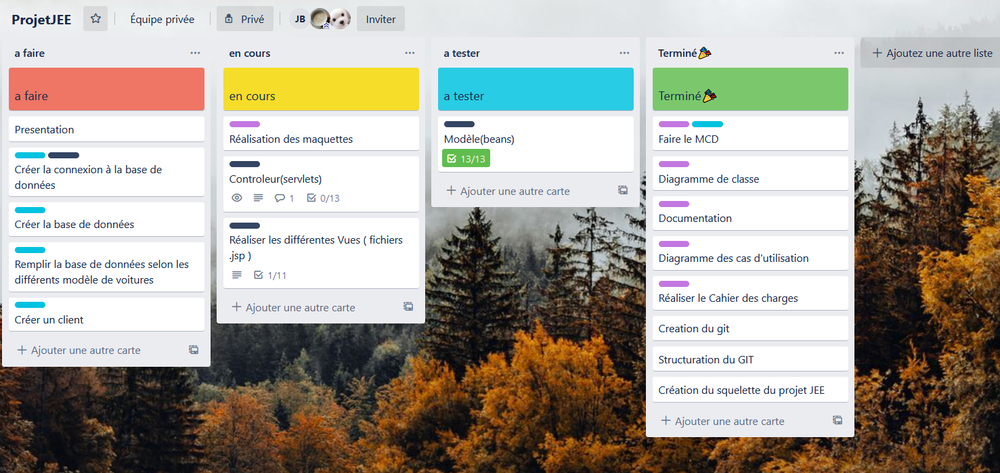 ProjetJEE
Équipe privée
Privé
JB
Inviter
a faire
a faire
Presentation
Créer la connexion à la base de
données
Créer la base de données
Remplir la base de données selon les
différents modèle de voitures
Créer un client
+ Ajouter une autre carte
en cours
en cours
Réalisation des maquettes
Controleur(servlets)
1
0/13
Réaliser les différentes Vues ( fichiers
.jsp )
1/11
+ Ajouter une autre carte
a tester
a tester
Modèle(beans)
13/13
+ Ajouter une autre carte
Terminé🎉
Terminé🎉
Faire le MCD
Diagramme de classe
Documentation
Diagramme des cas d'utilisation
Réaliser le Cahier des charges
Creation du git
Structuration du GIT
Création du squelette du projet JEE
+ Ajouter une autre carte
+ Ajoutez une autre liste